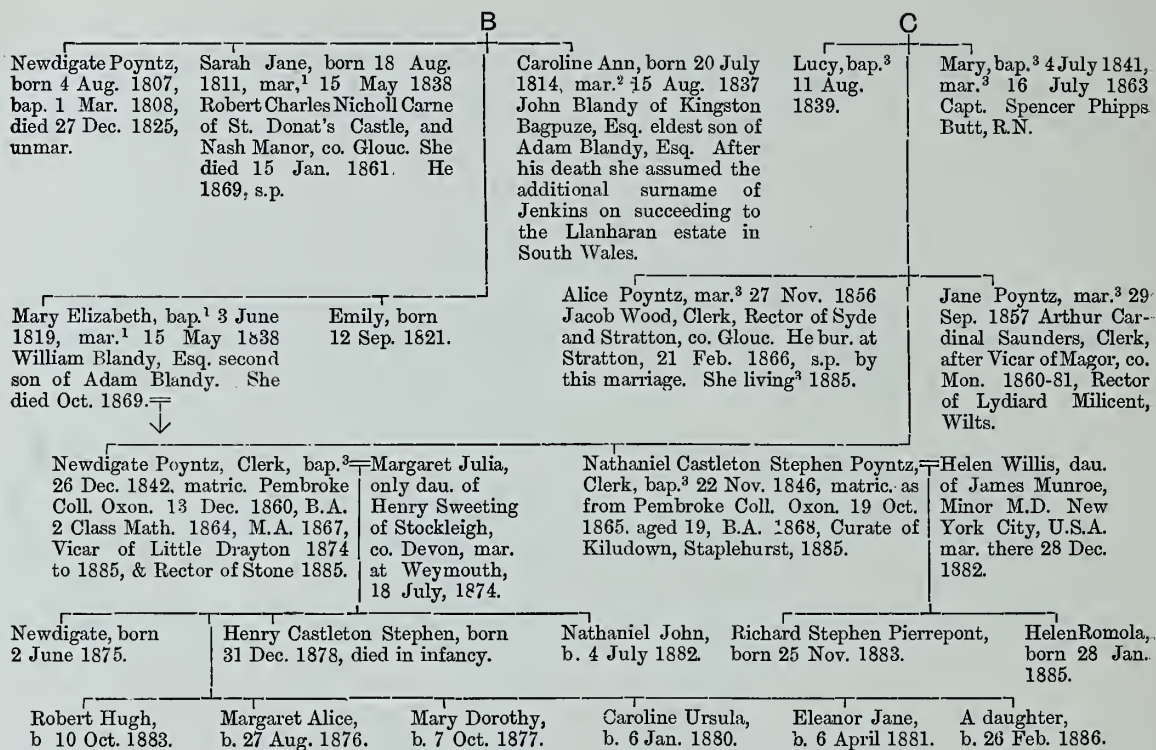 B
C
Newdigate Poyntz,
born 4 Aug. 1807,
bap. 1 Mar. 1808,
died 27 Dec. 1825,
unmar.
Sarah Jane, born 18 Aug.
1811, mar,¹ 15 May 1838
Robert Charles Nicholl Carne
of St. Donat's Castle, and
Nash Manor, co. Glouc. She
died 15 Jan. 1861. He
1869, s.p.
Caroline Ann, born 20 July
1814, mar.² 15 Aug. 1837
John Blandy of Kingston
Bagpuze, Esq. eldest son of
Adam Blandy, Esq. After
his death she assumed the
additional surname of
Jenkins on succeeding to
the Llanharan estate in
South Wales.
Lucy, bap.³
11 Aug.
1839.
Mary, bap.³ 4 July 1841,
mar.³ 16 July 1863
Capt. Spencer Phipps
Butt, R.N.
Mary Elizabeth, bap.¹ 3 June
1819, mar.¹ 15 May 1838
William Blandy, Esq. second
son of Adam Blandy. She
died Oct. 1869.
Emily, born
12 Sep. 1821.
Alice Poyntz, mar.³ 27 Nov. 1856
Jacob Wood, Clerk, Rector of Syde
and Stratton, co. Glouc. He bur. at
Stratton, 21 Feb. 1866, s.p. by
this marriage. She living³ 1885.
Jane Poyntz, mar.³ 29
Sep. 1857 Arthur Car-
dinal Saunders, Clerk,
after Vicar of Magor, co.
Mon. 1860-81, Rector
of Lydiard Milicent,
Wilts.
Newdigate Poyntz, Clerk, bap.³
26 Dec. 1842, matric. Pembroke
Coll. Oxon. 13 Dec. 1860, B.A.
2 Class Math. 1864, M.A. 1867,
Vicar of Little Drayton 1874
to 1885, & Rector of Stone 1885.
Margaret Julia,
only dau. of
Henry Sweeting
of Stockleigh,
co. Devon, mar.
at Weymouth,
18 July, 1874.
Nathaniel Castleton Stephen Poyntz,
Clerk, bap.³ 22 Nov. 1846, matric. as
from Pembroke Coll. Oxon. 19 Oct.
1865. aged 19, B.A. 1868, Curate of
Kiludown, Staplehurst, 1885.
Helen Willis, dau.
of James Munroe,
Minor M.D. New
York City, U.S.A.
mar. there 28 Dec.
1882.
Newdigate, born
2 June 1875.
Henry Castleton Stephen, born
31 Dec. 1878, died in infancy.
Nathaniel John,
b. 4 July 1882.
Richard Stephen Pierrepont,
born 25 Nov. 1883.
Helen Romola,
born 28 Jan.
1885.
Robert Hugh,
b 10 Oct. 1883.
Margaret Alice,
b. 27 Aug. 1876.
Mary Dorothy,
b. 7 Oct. 1877.
Caroline Ursula,
b. 6 Jan. 1880.
Eleanor Jane,
b. 6 April 1881.
A daughter,
b. 26 Feb. 1886.